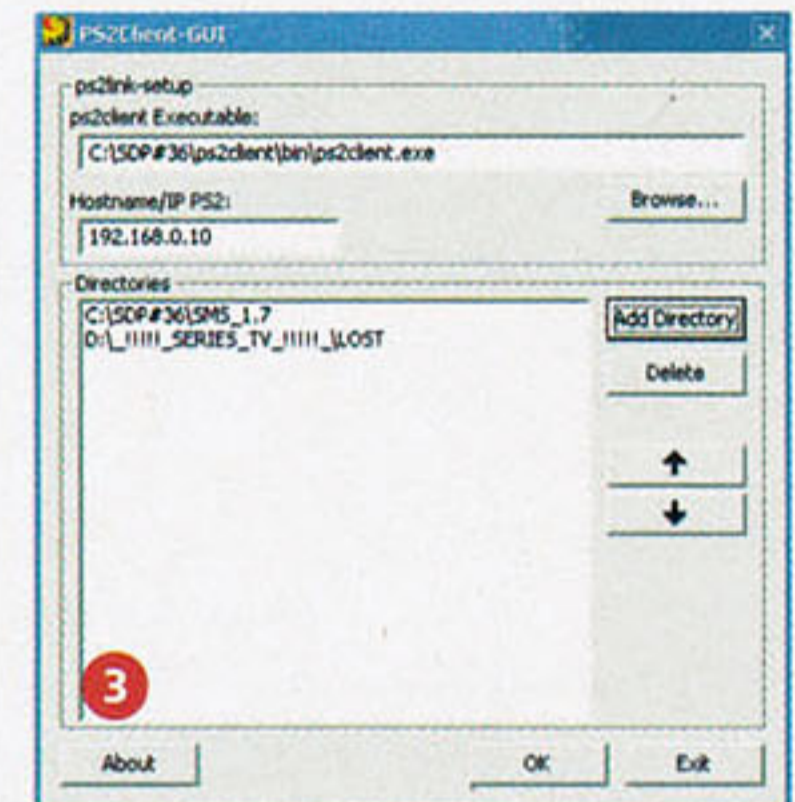 PS2Client-GUI
ps2link-setup
ps2client Executable:
C:\SDP#36\ps2client\bin\ps2client.exe
Hostname/IP PS2:
Browse...
192.168.0.10
Directories
C:\SDP#36\SMS_1.7
Add Directory
D:\_!!!!!_SERIES_TV_!!!!!_\LOST
Delete
↑
↓
3
About
OK
Exit